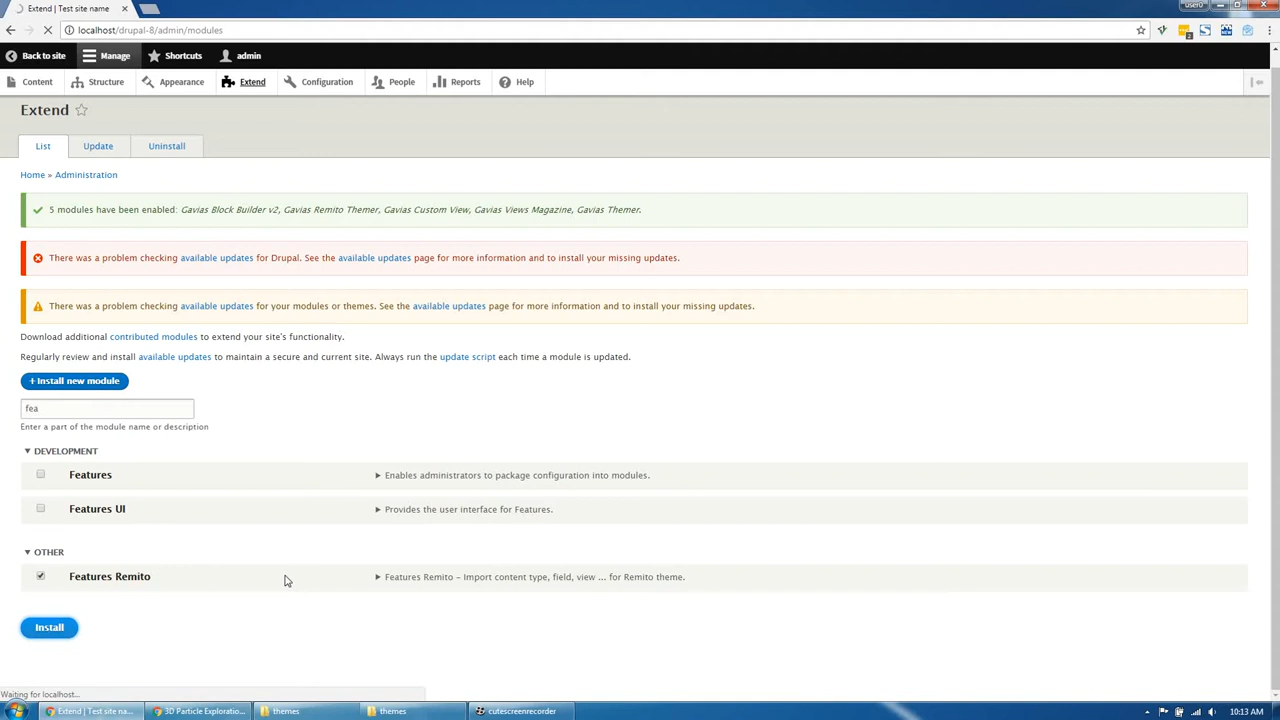 Extend | Test site name
user0
localhost/drupal-8/admin/modules
2
Back to site
Manage
Shortcuts
admin
Content
Structure
Appearance
Extend
Configuration
People
Reports
Help
Extend
List
Update
Uninstall
Home » Administration
5 modules have been enabled: Gavias Block Builder v2, Gavias Remito Themer, Gavias Custom View, Gavias Views Magazine, Gavias Themer.
There was a problem checking available updates for Drupal. See the available updates page for more information and to install your missing updates.
There was a problem checking available updates for your modules or themes. See the available updates page for more information and to install your missing updates.
Download additional contributed modules to extend your site's functionality.
Regularly review and install available updates to maintain a secure and current site. Always run the update script each time a module is updated.
+ Install new module
fea
Enter a part of the module name or description
DEVELOPMENT
Features
Enables administrators to package configuration into modules.
Features UI
Provides the user interface for Features.
OTHER
Features Remito
Features Remito – Import content type, field, view ... for Remito theme.
Install
Waiting for localhost...
Extend | Test site na...
3D Particle Exploratio...
themes
themes
cutescreenrecorder
10:13 AM